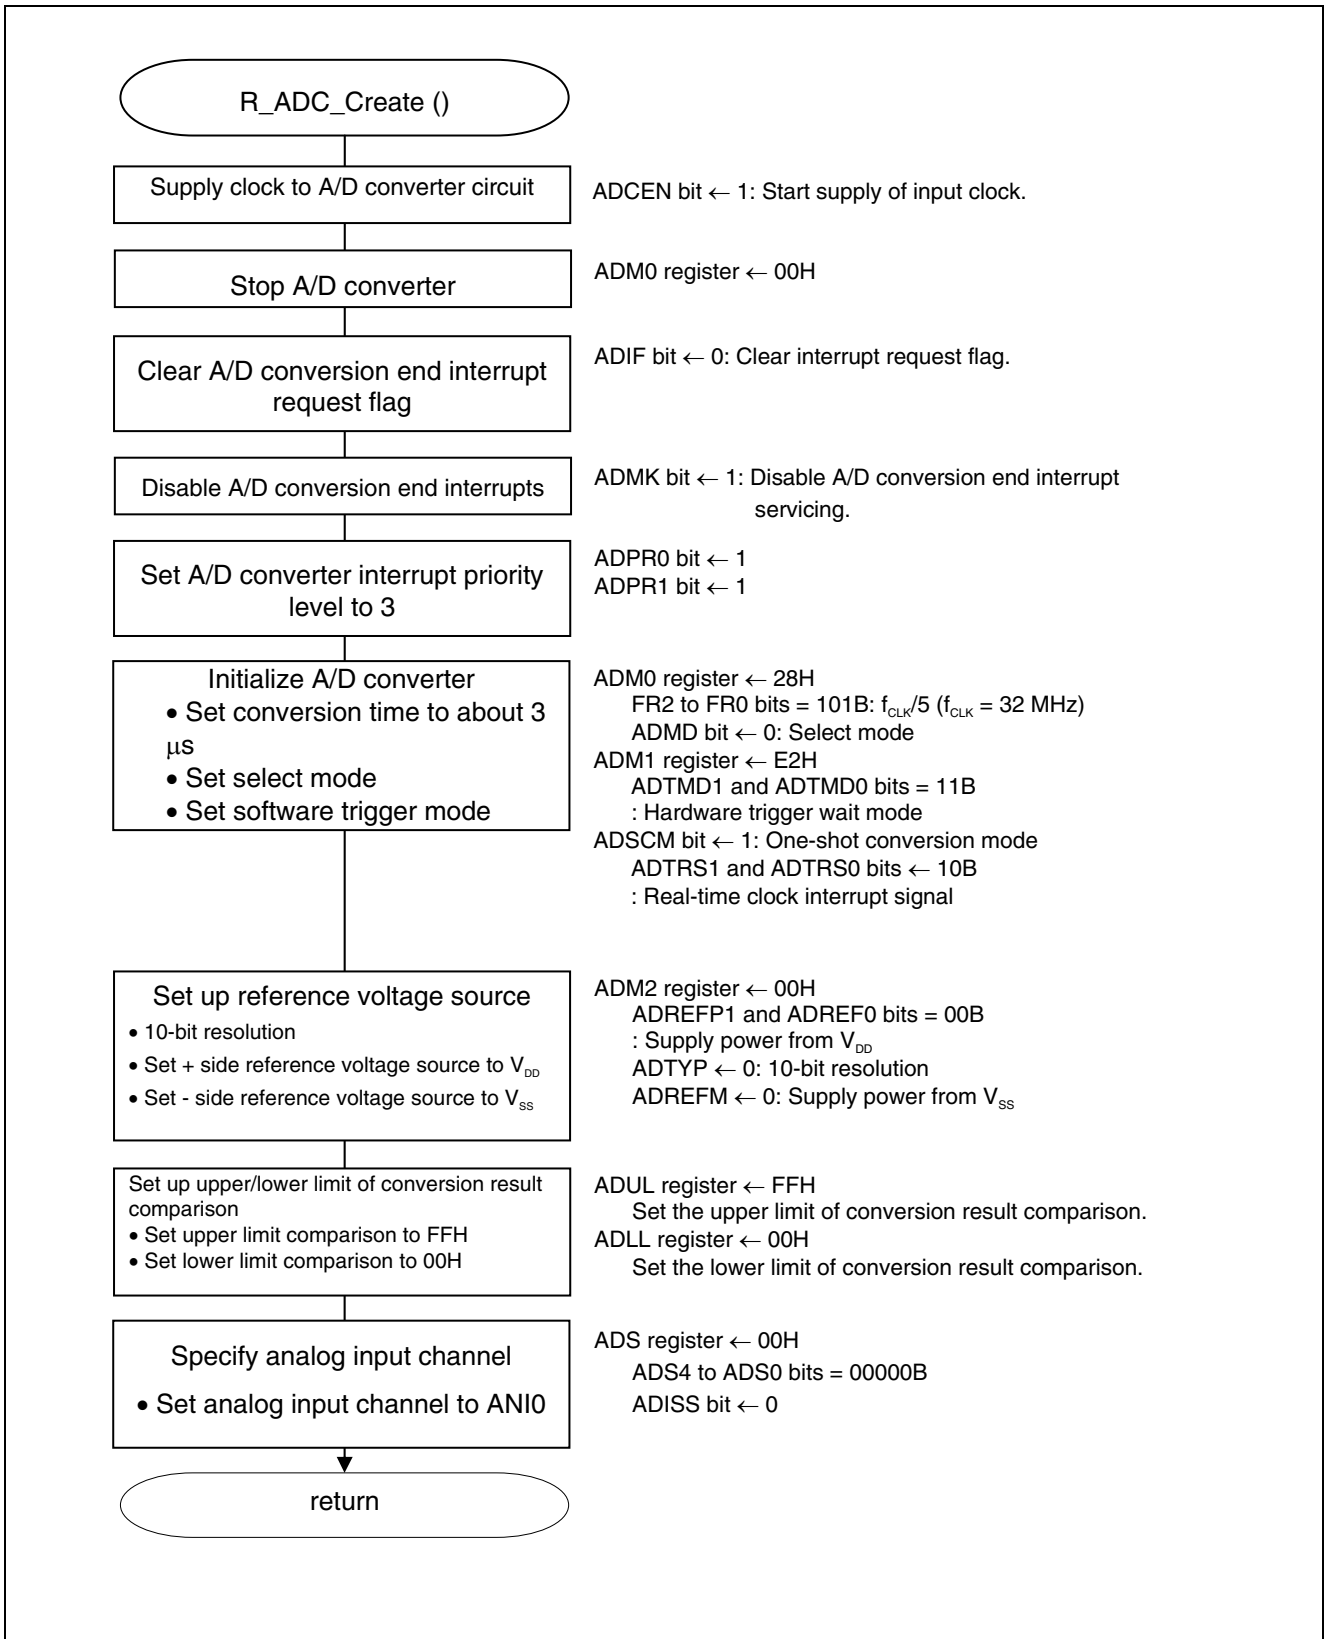 R_ADC_Create ()
Supply clock to A/D converter circuit
ADCEN bit ← 1: Start supply of input clock.
Stop A/D converter
ADM0 register ← 00H
Clear A/D conversion end interrupt
request flag
ADIF bit ← 0: Clear interrupt request flag.
Disable A/D conversion end interrupts
ADMK bit ← 1: Disable A/D conversion end interrupt
servicing.
Set A/D converter interrupt priority
level to 3
ADPR0 bit ← 1
ADPR1 bit ← 1
Initialize A/D converter
• Set conversion time to about 3
μs
• Set select mode
• Set software trigger mode
ADM0 register ← 28H
FR2 to FR0 bits = 101B: fCLK/5 (fCLK = 32 MHz)
ADMD bit ← 0: Select mode
ADM1 register ← E2H
ADTMD1 and ADTMD0 bits = 11B
: Hardware trigger wait mode
ADSCM bit ← 1: One-shot conversion mode
ADTRS1 and ADTRS0 bits ← 10B
: Real-time clock interrupt signal
Set up reference voltage source
• 10-bit resolution
• Set + side reference voltage source to VDD
• Set - side reference voltage source to VSS
ADM2 register ← 00H
ADREFP1 and ADREF0 bits = 00B
: Supply power from VDD
ADTYP ← 0: 10-bit resolution
ADREFM ← 0: Supply power from VSS
Set up upper/lower limit of conversion result
comparison
• Set upper limit comparison to FFH
• Set lower limit comparison to 00H
ADUL register ← FFH
Set the upper limit of conversion result comparison.
ADLL register ← 00H
Set the lower limit of conversion result comparison.
Specify analog input channel
• Set analog input channel to ANI0
ADS register ← 00H
ADS4 to ADS0 bits = 00000B
ADISS bit ← 0
return